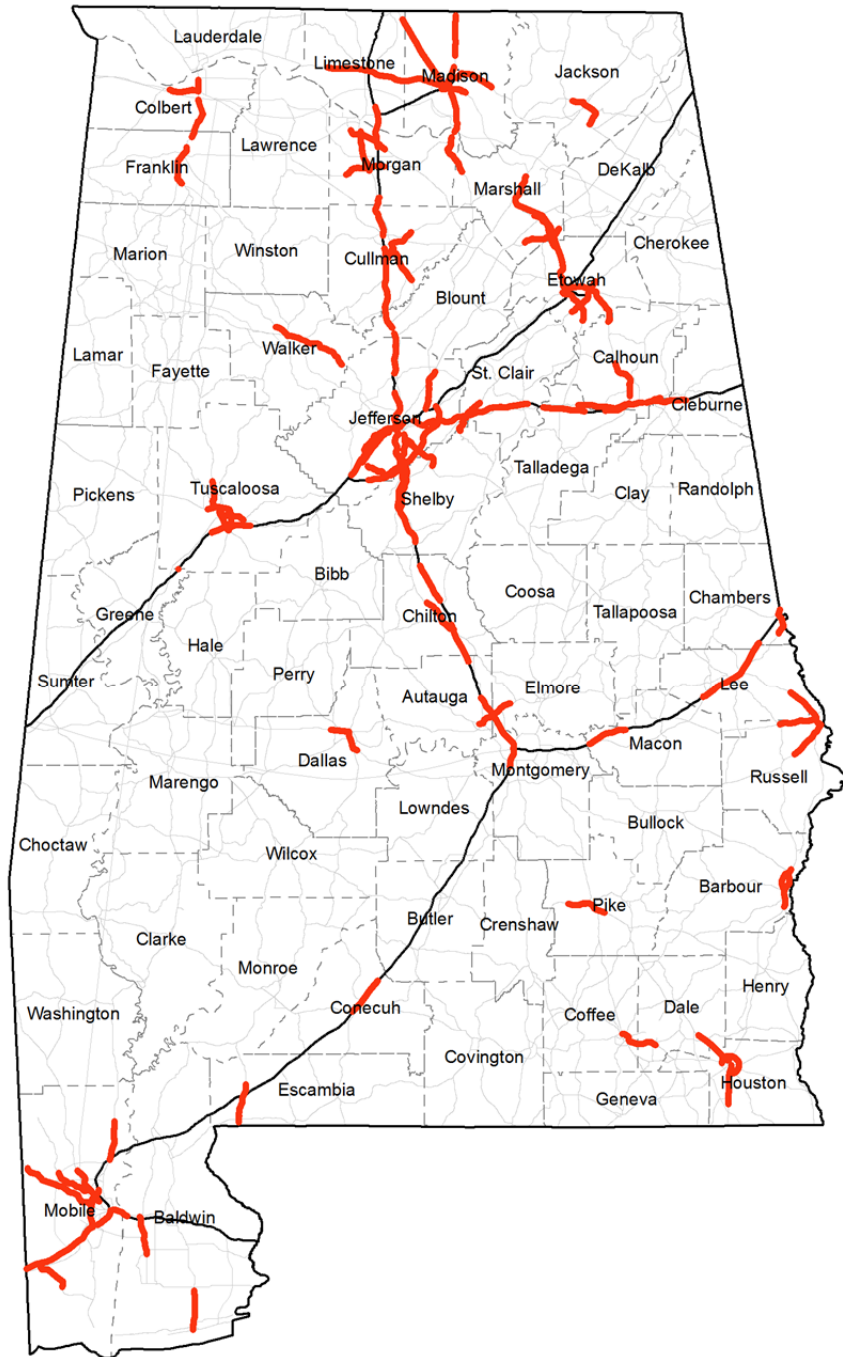 Lauderdale
Limestone
Madison
Jackson
Colbert
Lawrence
Franklin
Morgan
DeKalb
Marshall
Marion
Winston
Cullman
Cherokee
Etowah
Blount
Lamar
Walker
Fayette
Calhoun
St. Clair
Cleburne
Jefferson
Talladega
Pickens
Tuscaloosa
Clay
Randolph
Shelby
Bibb
Coosa
Chambers
Greene
Chilton
Tallapoosa
Hale
Perry
Sumter
Autauga
Elmore
Lee
Macon
Dallas
Montgomery
Russell
Marengo
Lowndes
Bullock
Choctaw
Wilcox
Barbour
Pike
Butler
Crenshaw
Clarke
Monroe
Henry
Conecuh
Washington
Coffee
Dale
Covington
Houston
Escambia
Geneva
Mobile
Baldwin